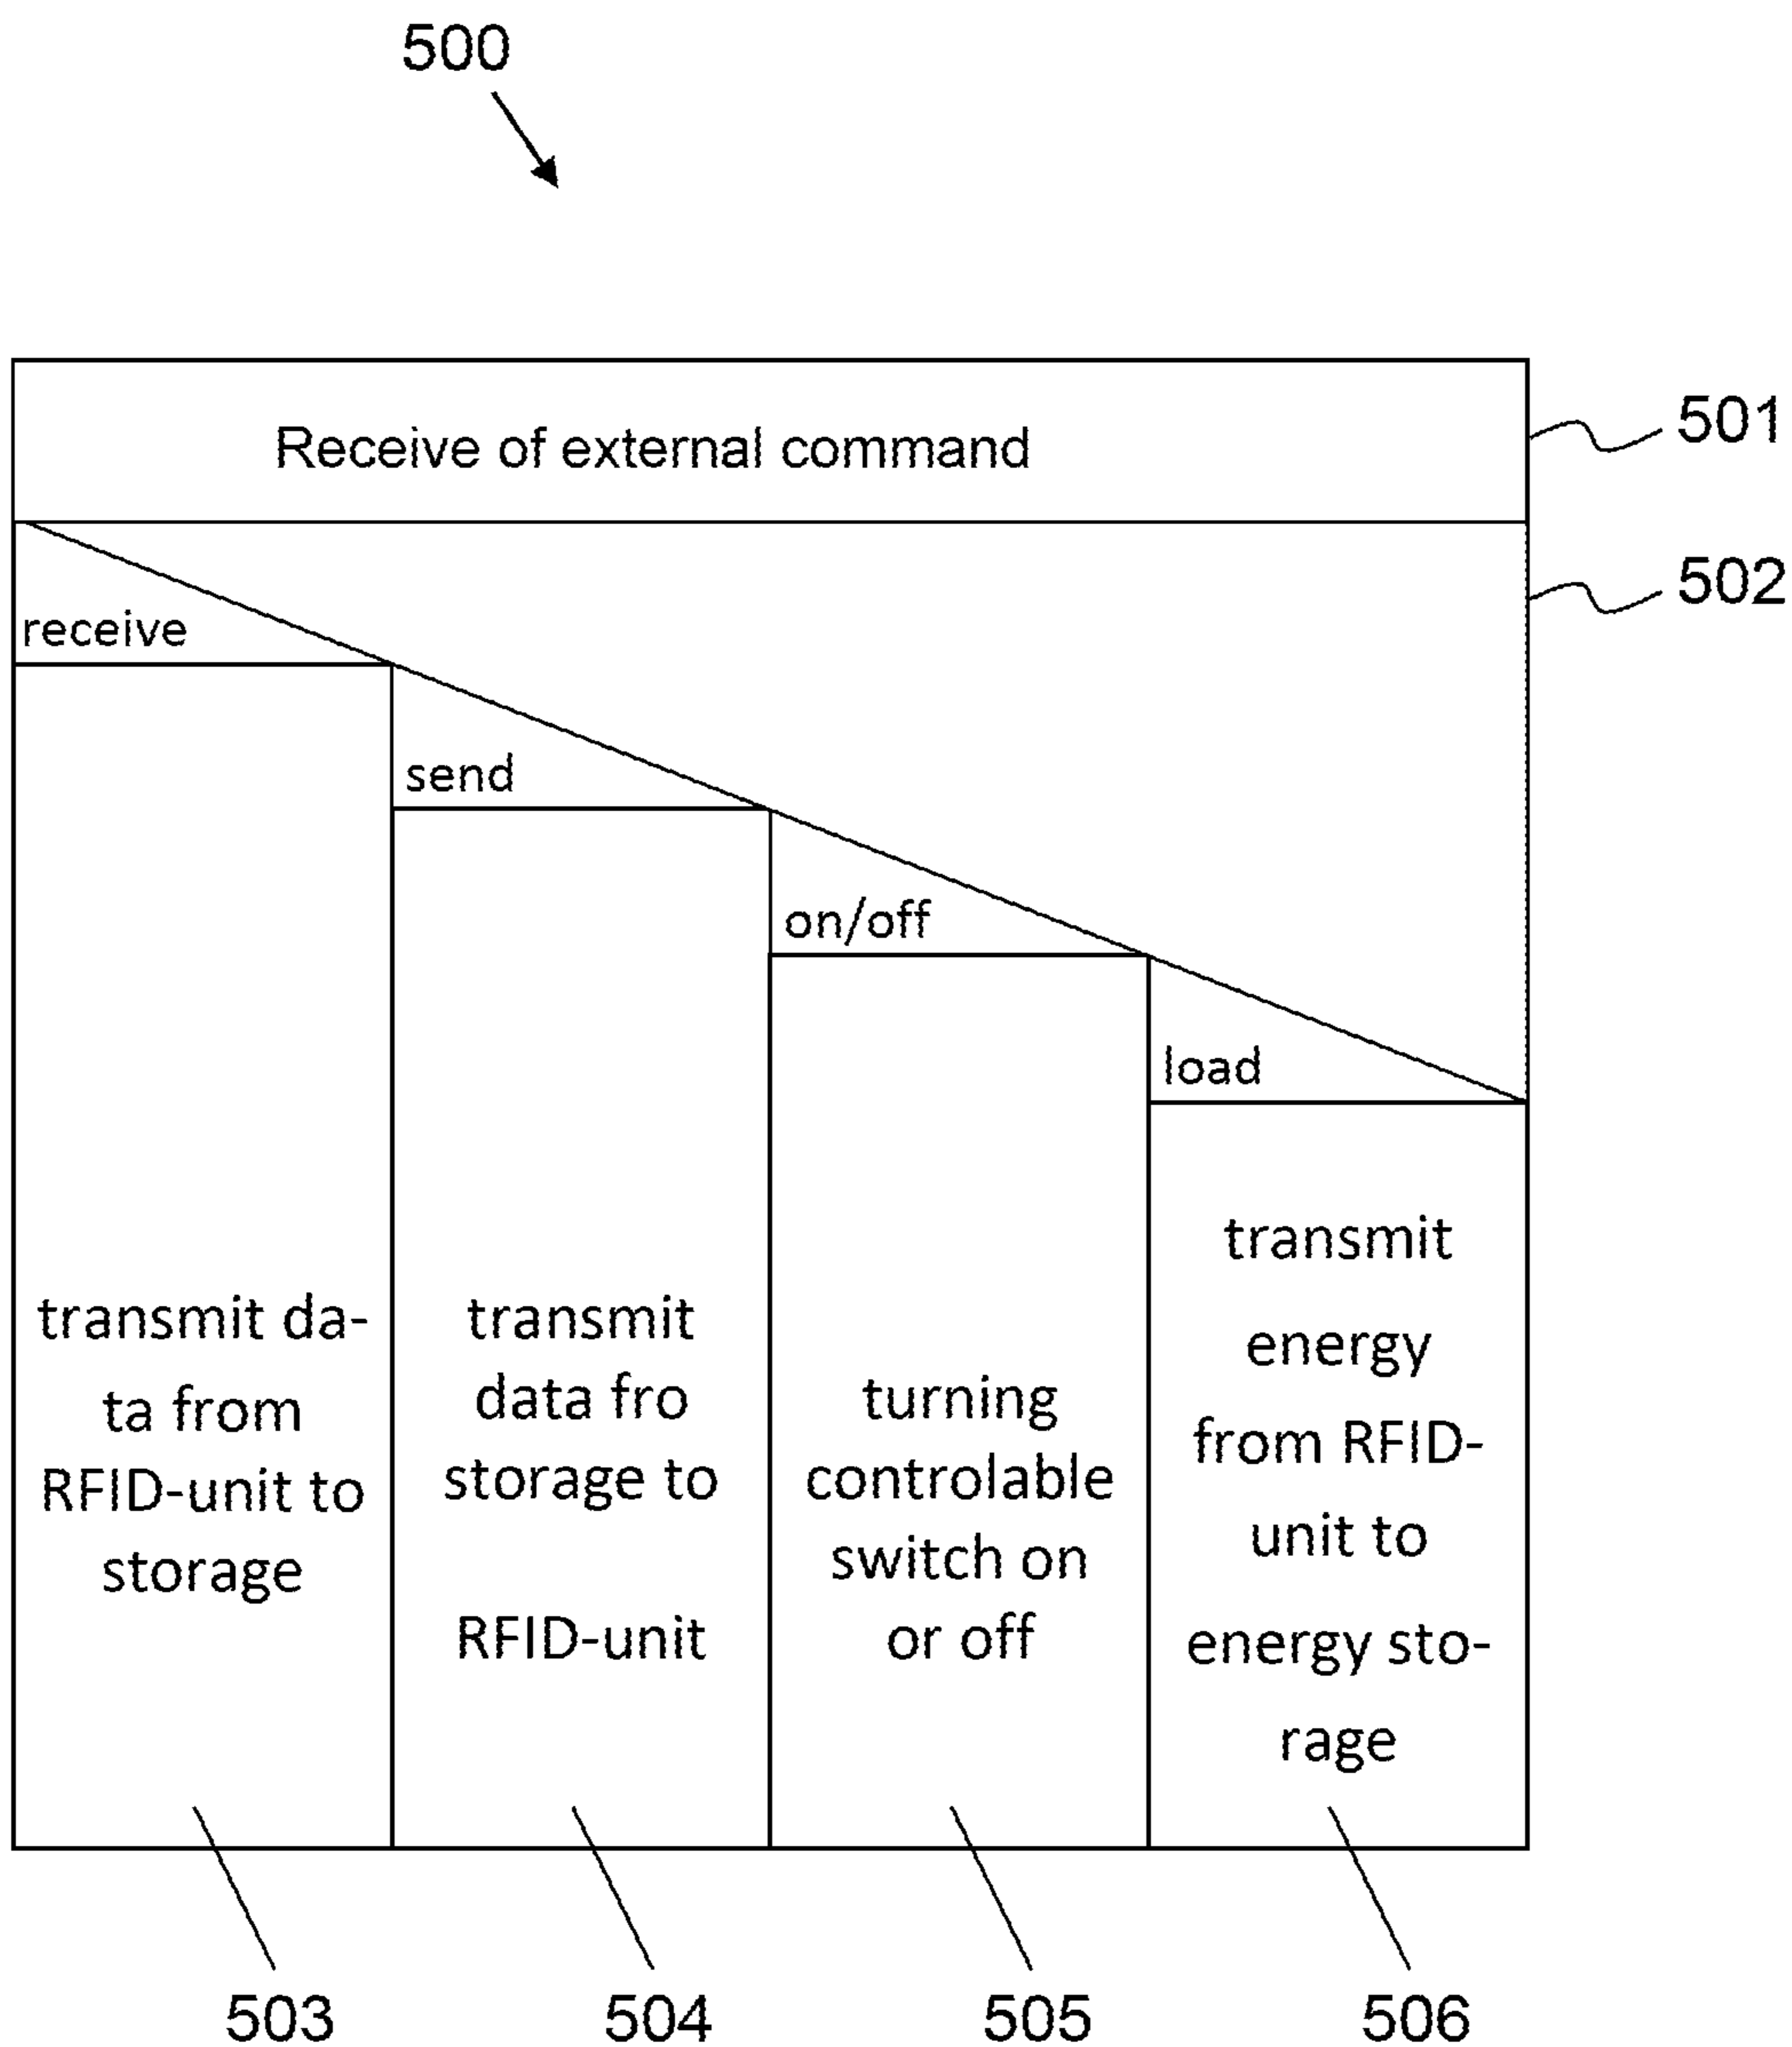 500
Receive of external command
501
502
receive
send
on/off
load
transmit da-
ta from
RFID-unit to
storage
transmit
data fro
storage to
RFID-unit
turning
controlable
switch on
or off
transmit
energy
from RFID-
unit to
energy sto-
rage
503
504
505
506